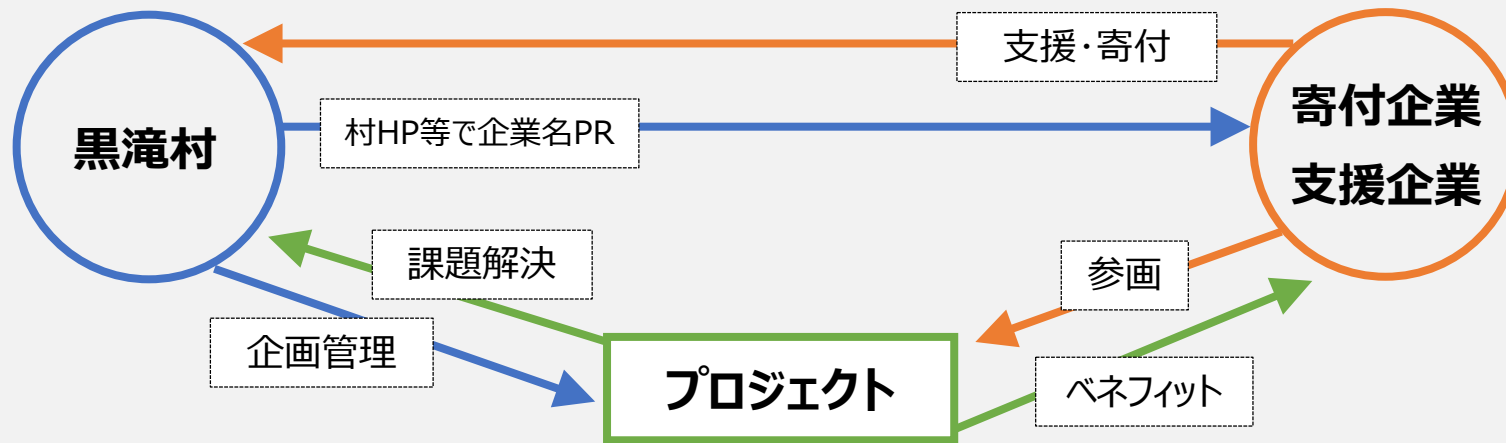 支援・寄付
黒滝村
村HP等で企業名PR
寄付企業
支援企業
課題解決
参画
企画管理
プロジェクト
ベネフィット